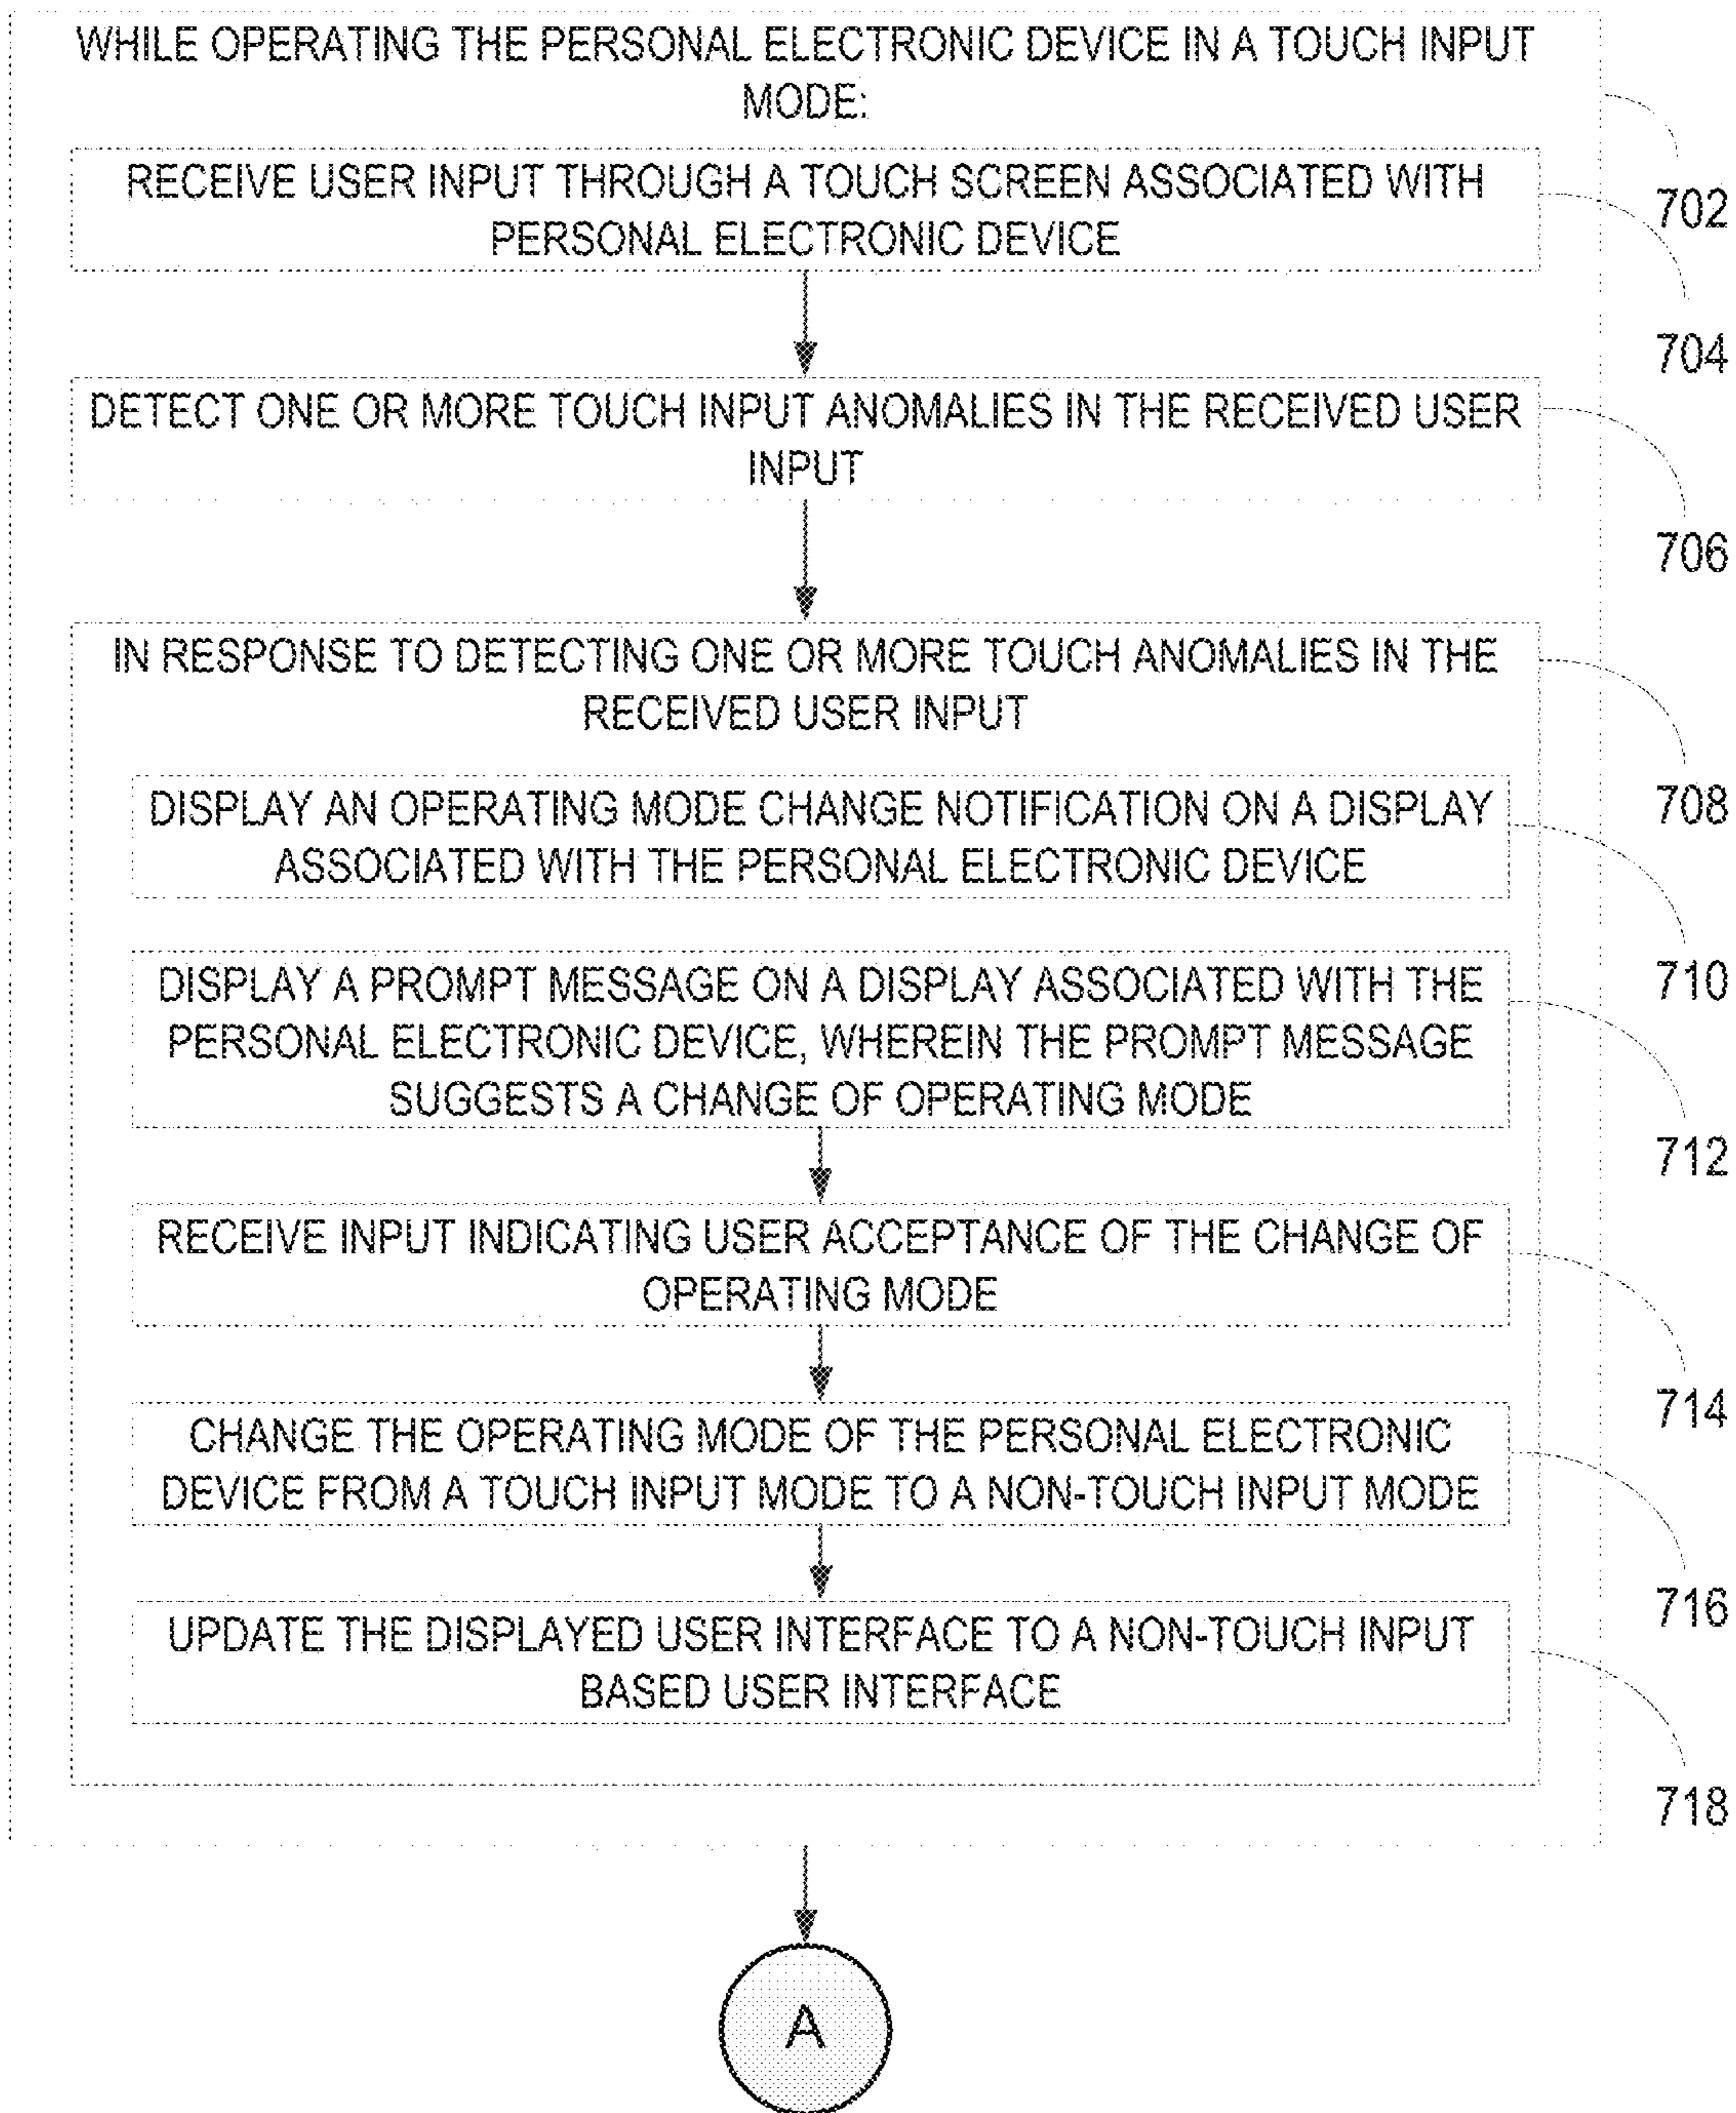 WHILE OPERATING THE PERSONAL ELECTRONIC DEVICE IN A TOUCH INPUT
MODE:
RECEIVE USER INPUT THROUGH A TOUCH SCREEN ASSOCIATED WITH
PERSONAL ELECTRONIC DEVICE
702
704
DETECT ONE OR MORE TOUCH INPUT ANOMALIES IN THE RECEIVED USER
INPUT
706
IN RESPONSE TO DETECTING ONE OR MORE TOUCH ANOMALIES IN THE
RECEIVED USER INPUT
708
DISPLAY AN OPERATING MODE CHANGE NOTIFICATION ON A DISPLAY
ASSOCIATED WITH THE PERSONAL ELECTRONIC DEVICE
710
DISPLAY A PROMPT MESSAGE ON A DISPLAY ASSOCIATED WITH THE
PERSONAL ELECTRONIC DEVICE, WHEREIN THE PROMPT MESSAGE
SUGGESTS A CHANGE OF OPERATING MODE
712
RECEIVE INPUT INDICATING USER ACCEPTANCE OF THE CHANGE OF
OPERATING MODE
714
CHANGE THE OPERATING MODE OF THE PERSONAL ELECTRONIC
DEVICE FROM A TOUCH INPUT MODE TO A NON-TOUCH INPUT MODE
716
UPDATE THE DISPLAYED USER INTERFACE TO A NON-TOUCH INPUT
BASED USER INTERFACE
718
A